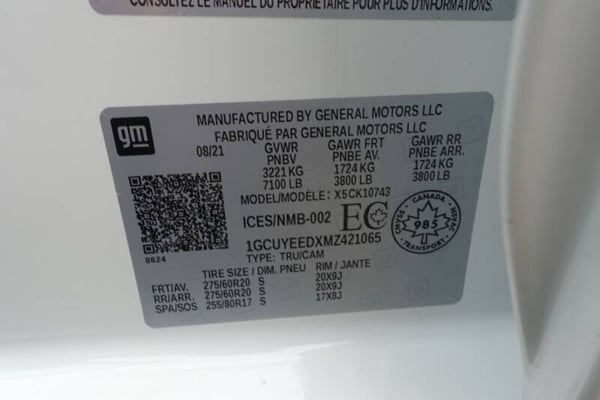 CONSULTEZ LE MANUEL DU PROPRIÉTAIRE POUR PLUS D'INFORMATIONS.
gm
MANUFACTURED BY GENERAL MOTORS LLC
FABRIQUÉ PAR GENERAL MOTORS LLC
08/21 GVWR GAWR FRT GAWR RR
PNBV PNBE AV. PNBE ARR.
3221 KG 1724 KG 1724 KG
7100 LB 3800 LB 3800 LB
MODEL/MODÈLE: X5CK10743
ICES/NMB-002 EC
CANADA
CMVSS NSVAC
985
1GCUYEEDXMZ421065
8624
TYPE: TRU/CAM
TIRE SIZE / DIM. PNEU RIM / JANTE
FRT/AV. 275/60R20 S 20X9J
RR/ARR. 275/60R20 S 20X9J
SPA/SOS 255/80R17 S 17X8J